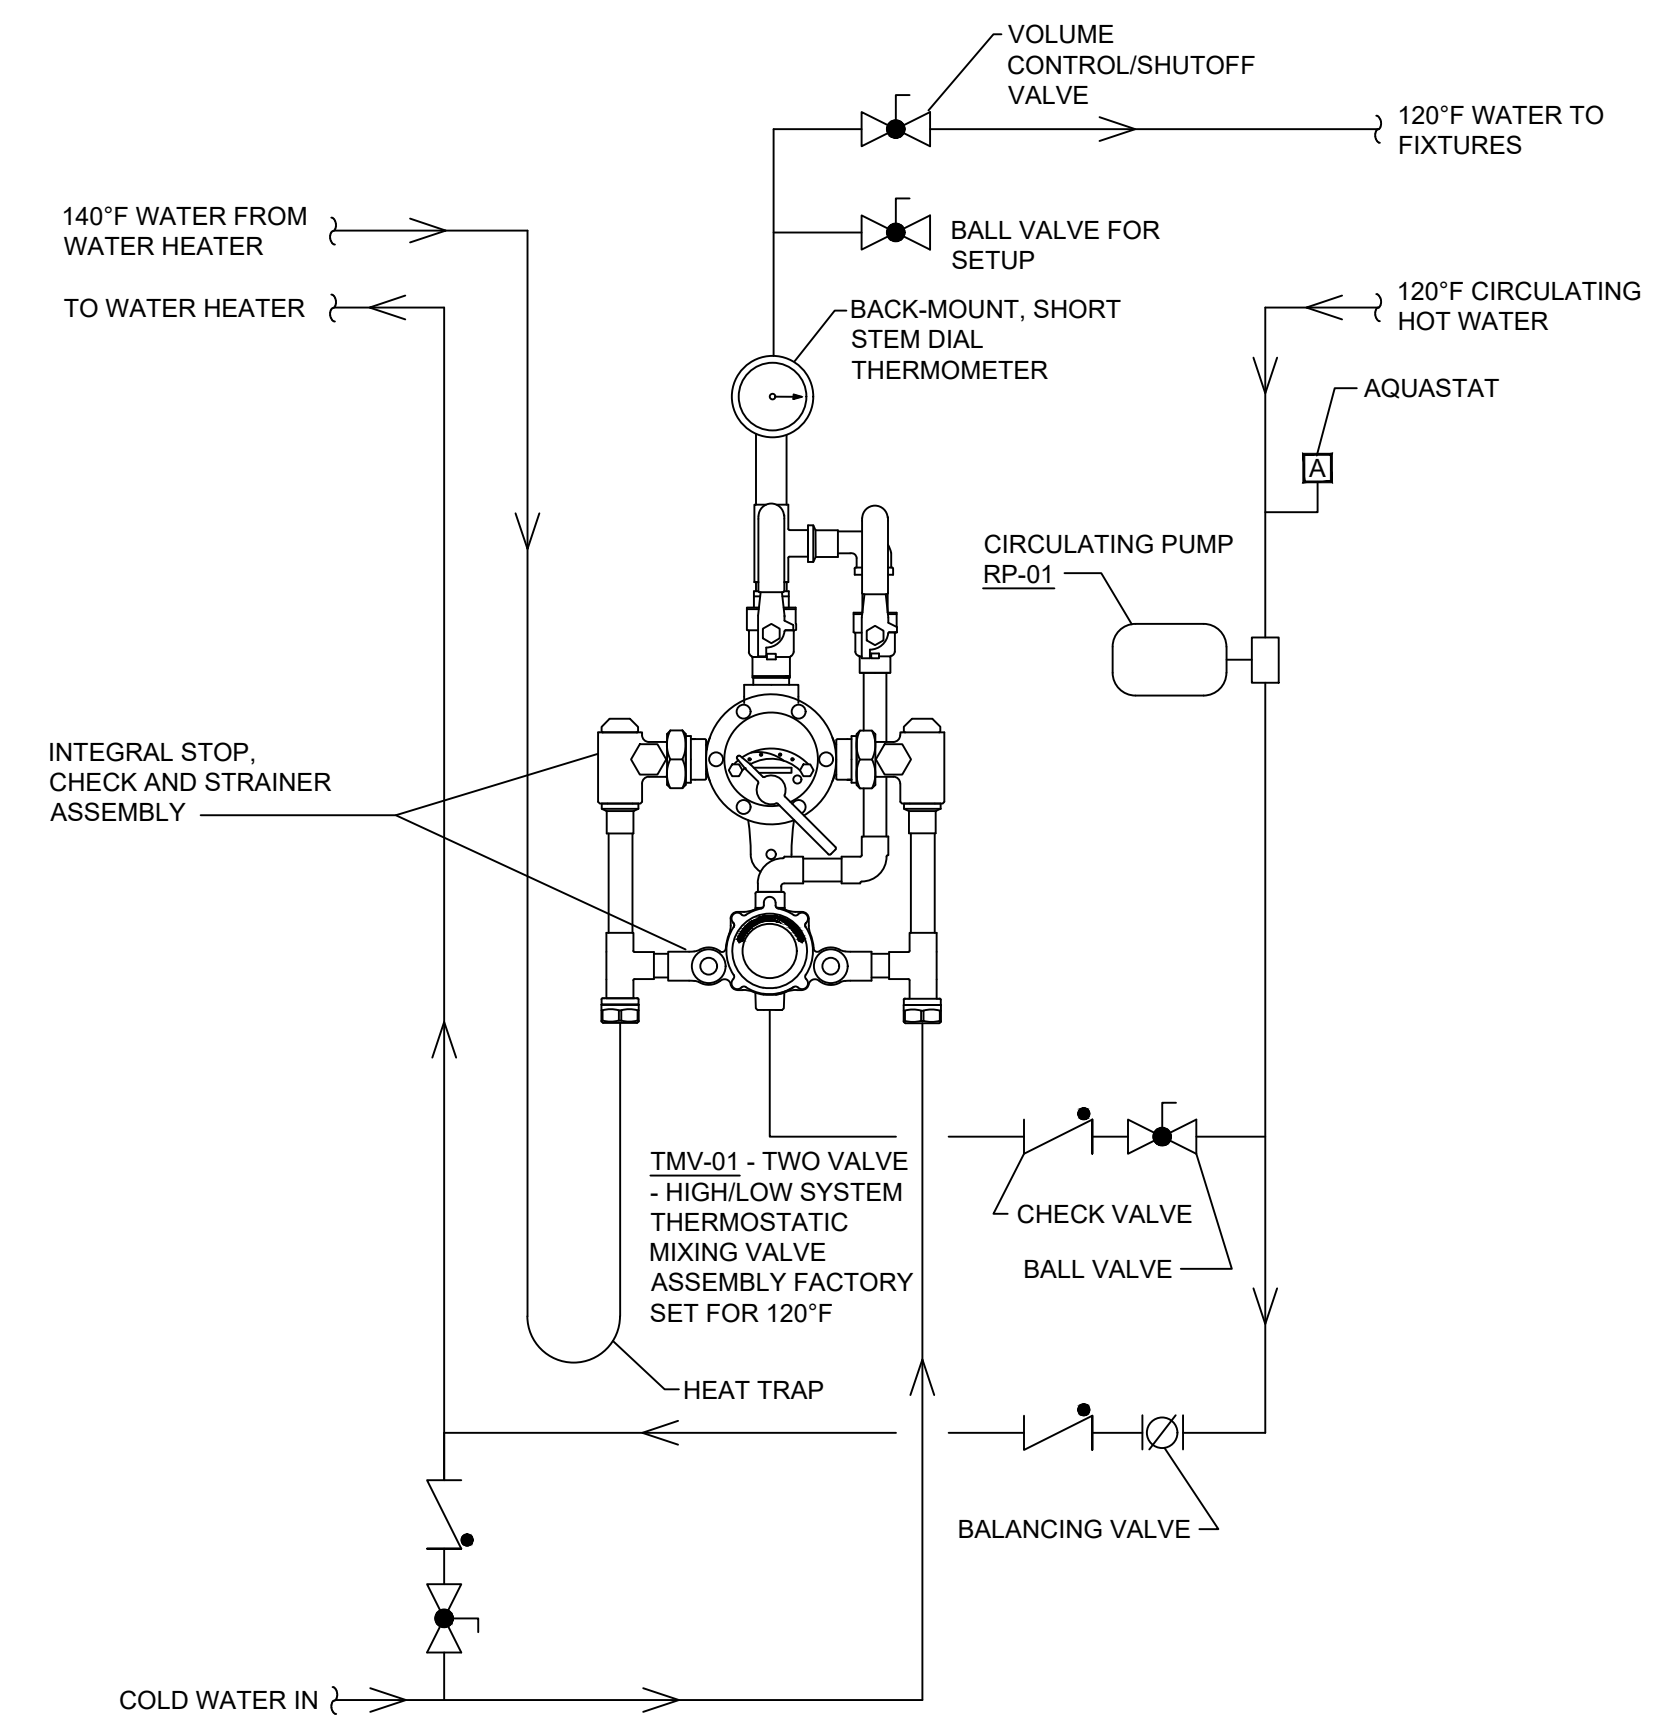 VOLUME
CONTROL/SHUTOFF
VALVE
120°F WATER TO
FIXTURES
140°F WATER FROM
WATER HEATER
BALL VALVE FOR
SETUP
TO WATER HEATER
BACK-MOUNT, SHORT
STEM DIAL
THERMOMETER
120°F CIRCULATING
HOT WATER
AQUASTAT
A
CIRCULATING PUMP
RP-01
INTEGRAL STOP,
CHECK AND STRAINER
ASSEMBLY
TMV-01 - TWO VALVE
- HIGH/LOW SYSTEM
THERMOSTATIC
MIXING VALVE
ASSEMBLY FACTORY
SET FOR 120°F
CHECK VALVE
BALL VALVE
HEAT TRAP
BALANCING VALVE
COLD WATER IN